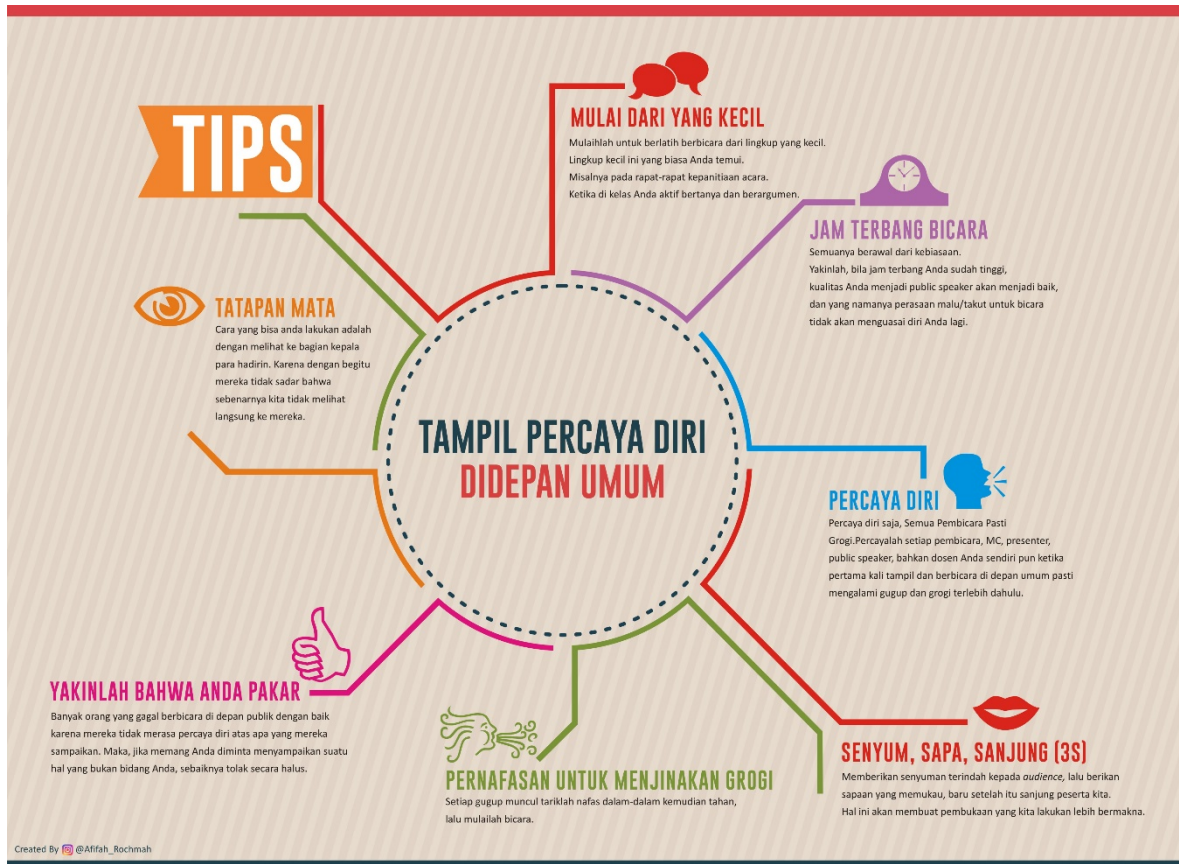 TIPS
MULAI DARI YANG KECIL
Mulaihlah untuk berlatih berbicara dari lingkup yang kecil.
Lingkup kecil ini yang biasa Anda temui.
Misalnya pada rapat-rapat kepanitiaan acara.
Ketika di kelas Anda aktif bertanya dan berargumen.
JAM TERBANG BICARA
Semuanya berawal dari kebiasaan.
Yakinlah, bila jam terbang Anda sudah tinggi,
kualitas Anda menjadi public speaker akan menjadi baik,
dan yang namanya perasaan malu/takut untuk bicara
tidak akan menguasai diri Anda lagi.
TATAPAN MATA
Cara yang bisa anda lakukan adalah
dengan melihat ke bagian kepala
para hadirin. Karena dengan begitu
mereka tidak sadar bahwa
sebenarnya kita tidak melihat
langsung ke mereka.
TAMPIL PERCAYA DIRI
DIDEPAN UMUM
PERCAYA DIRI
Percaya diri saja, Semua Pembicara Pasti
Grogi.Percayalah setiap pembicara, MC, presenter,
public speaker, bahkan dosen Anda sendiri pun ketika
pertama kali tampil dan berbicara di depan umum pasti
mengalami gugup dan grogi terlebih dahulu.
YAKINLAH BAHWA ANDA PAKAR
Banyak orang yang gagal berbicara di depan publik dengan baik
karena mereka tidak merasa percaya diri atas apa yang mereka
sampaikan. Maka, jika memang Anda diminta menyampaikan suatu
hal yang bukan bidang Anda, sebaiknya tolak secara halus.
PERNAFASAN UNTUK MENJINAKAN GROGI
Setiap gugup muncul tariklah nafas dalam-dalam kemudian tahan,
lalu mulailah bicara.
SENYUM, SAPA, SANJUNG (3S)
Memberikan senyuman terindah kepada audience, lalu berikan
sapaan yang memukau, baru setelah itu sanjung peserta kita.
Hal ini akan membuat pembukaan yang kita lakukan lebih bermakna.
Created By @Afifah_Rochmah